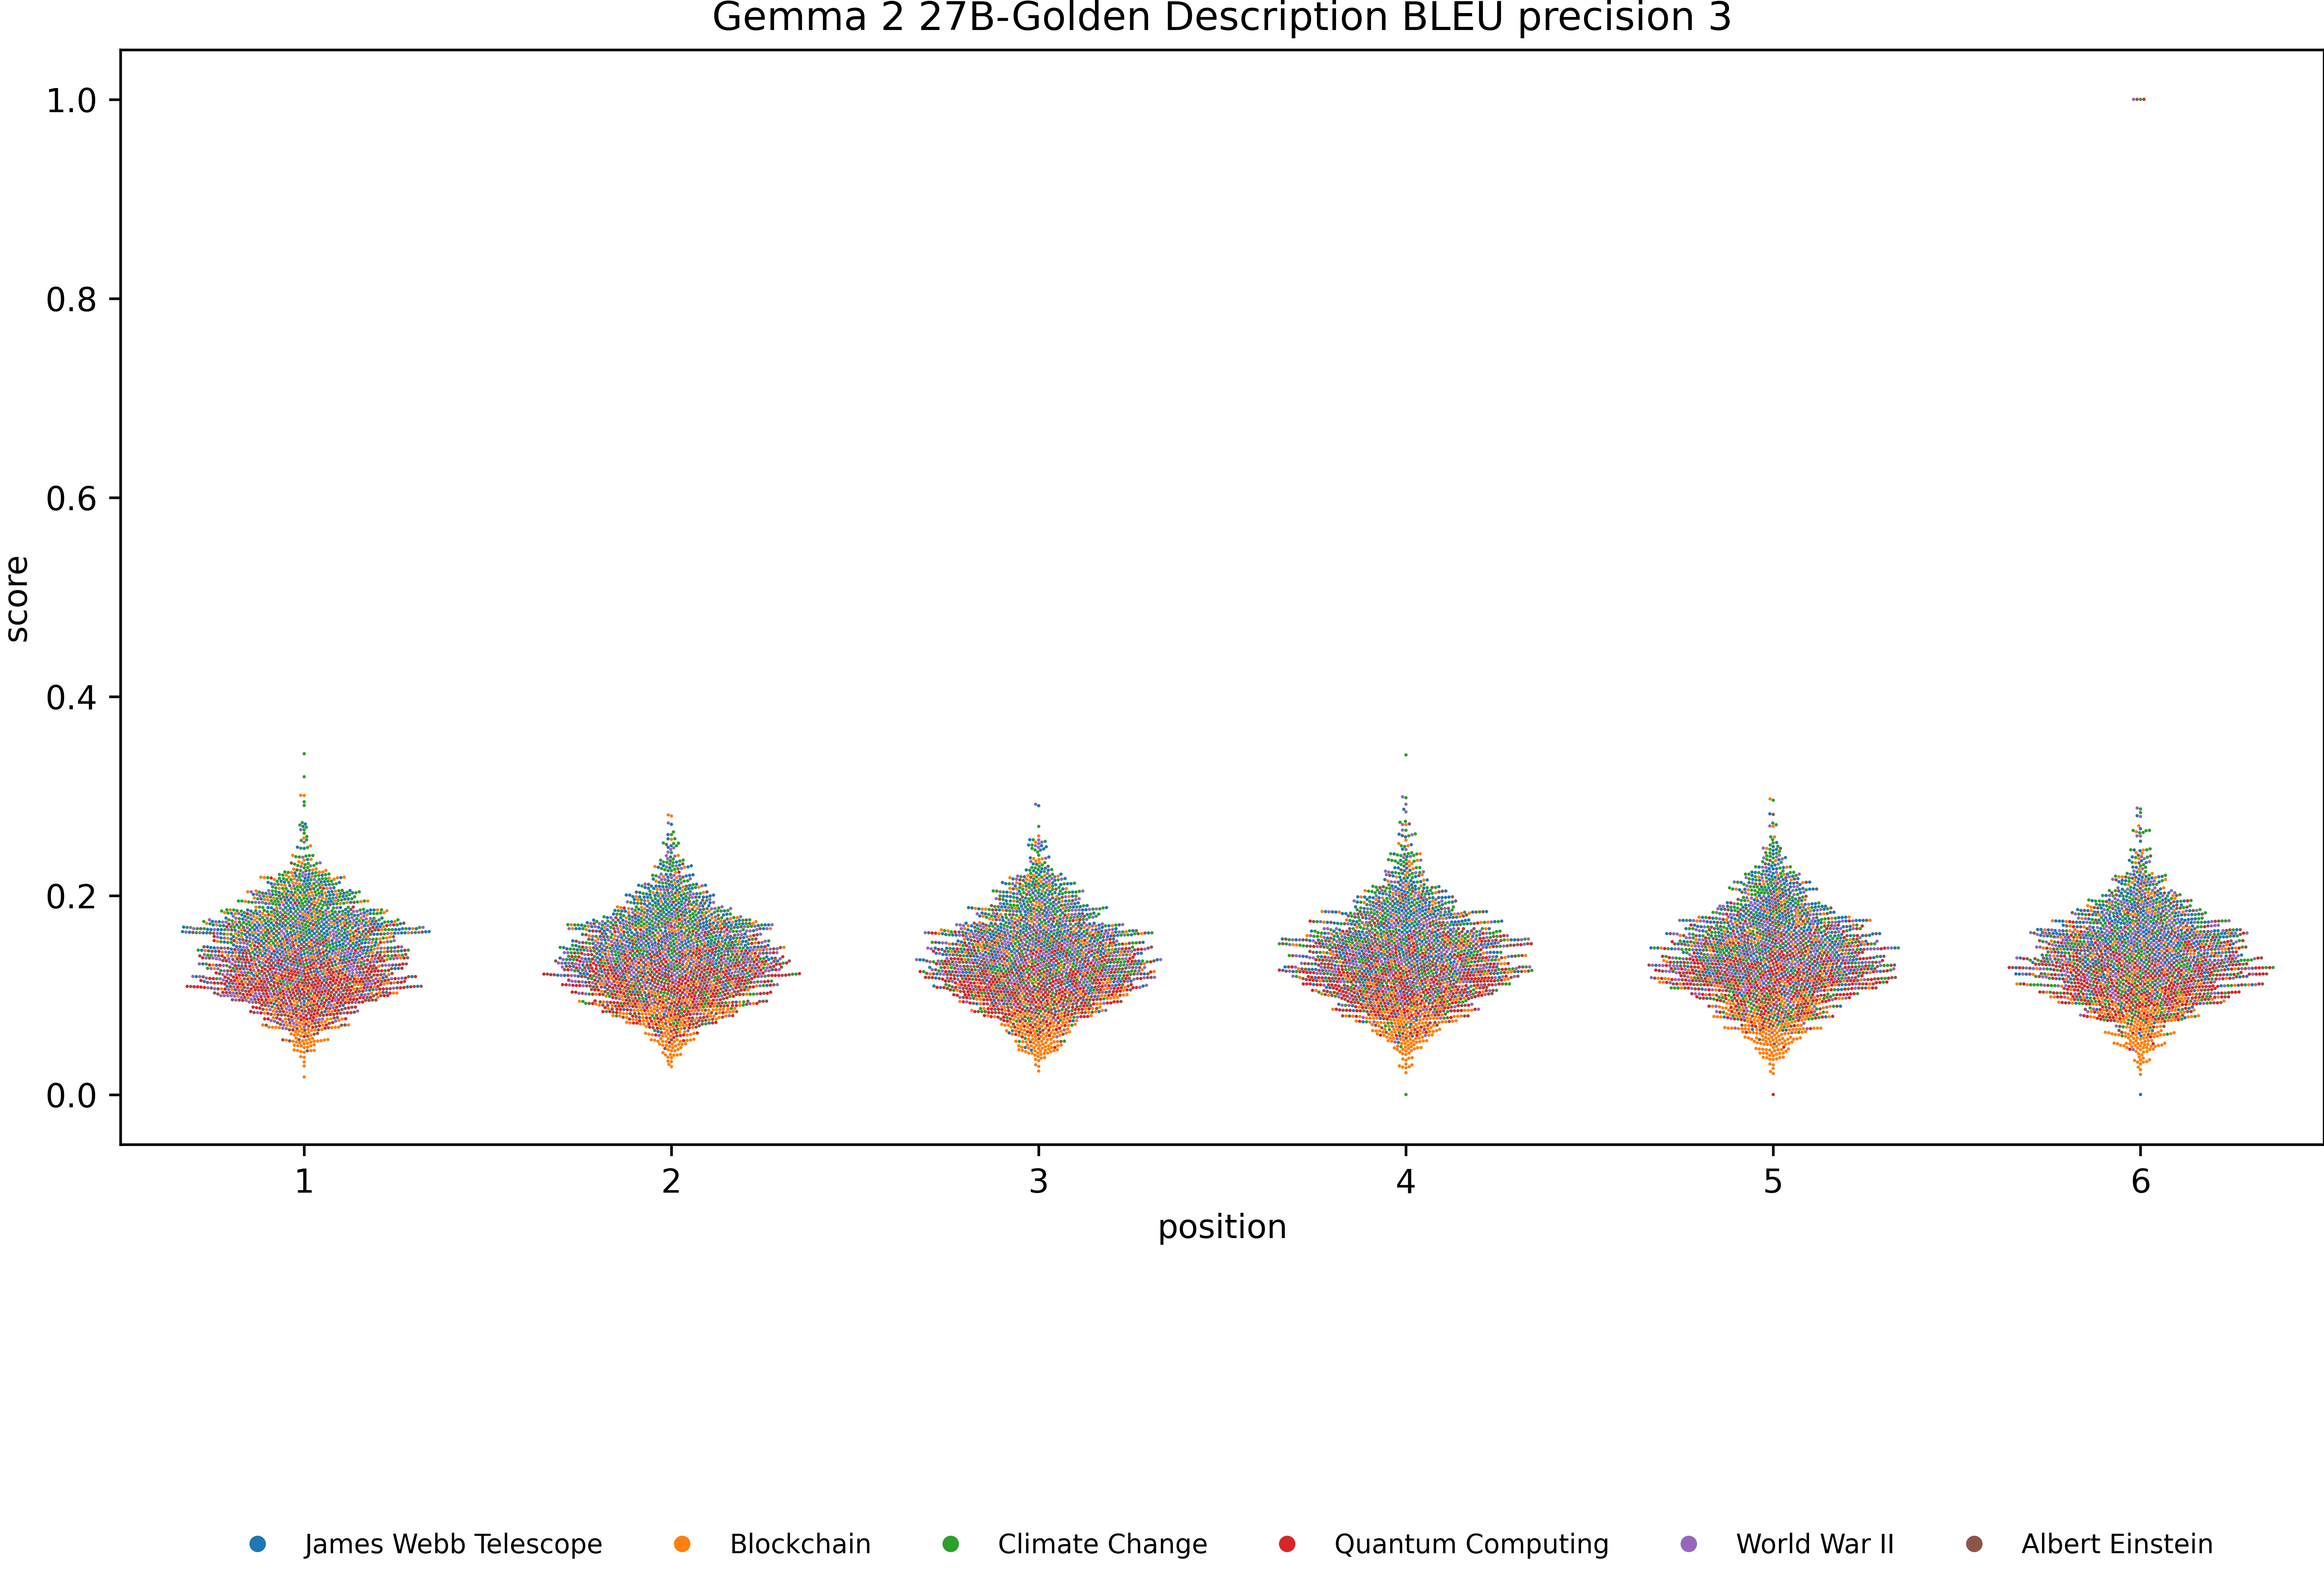 Gemma 2 27B-Golden Description BLEU precision 3
1.0
0.8
0.6
0.4
0.2
0.0
score
1 2 3 4 5 6
position
James Webb Telescope Blockchain Climate Change Quantum Computing World War II Albert Einstein